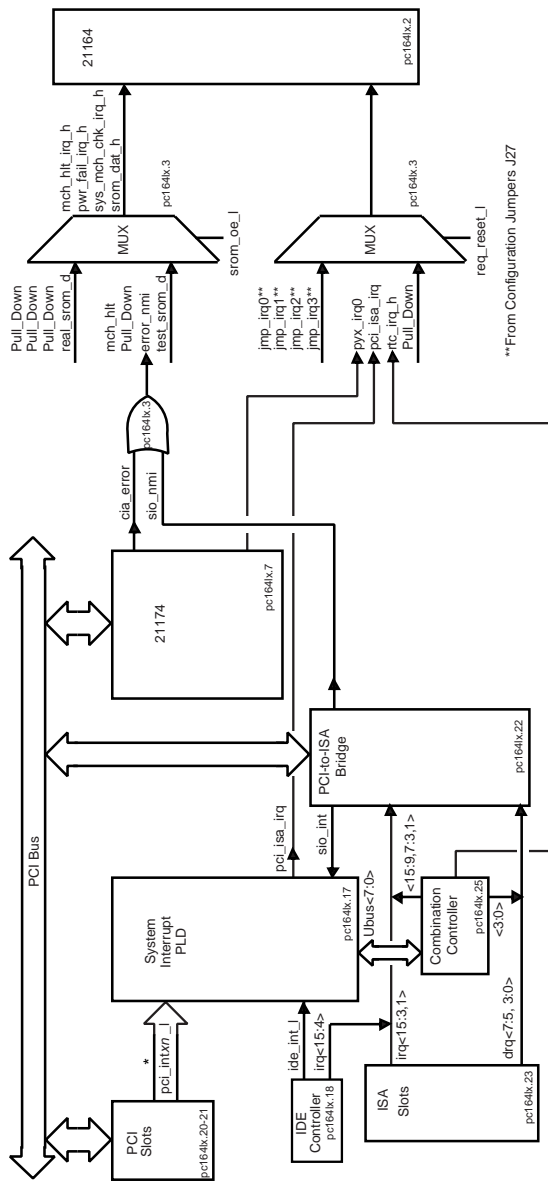 PCI Bus
PCI
Slots
pc164lx.20-21
*
pci_intxn _l
System
Interrupt
PLD
pc164lx.17
ide_int_l
irq<15:4>
IDE
Controller
pc164lx.18
ISA
Slots
pc164lx.23
irq<15:3,1>
drq<7:5, 3:0>
Ubus<7:0>
Combination
Controller
pc164lx.25
<15:9,7:3,1>
<3:0>
pci_isa_irq
sio_int
PCI-to-ISA
Bridge
pc164lx.22
21174
pc164lx.7
cia_error
sio_nmi
pc164lx.3
Pull_Down
Pull_Down
Pull_Down
real_srom_d
mch_hlt
Pull_Down
error_nmi
test_srom_d
MUX
pc164lx.3
srom_oe_l
mch_hlt_irq_h
pwr_fail_irq_h
sys_mch_chk_irq_h
srom_dat_h
jmp_irq0**
jmp_irq1**
jmp_irq2**
jmp_irq3**
pyx_irq0
pci_isa_irq
rtc_irq_h
Pull_Down
MUX
pc164lx.3
req_reset_l
21164
pc164lx.2
**From Configuration Jumpers J27